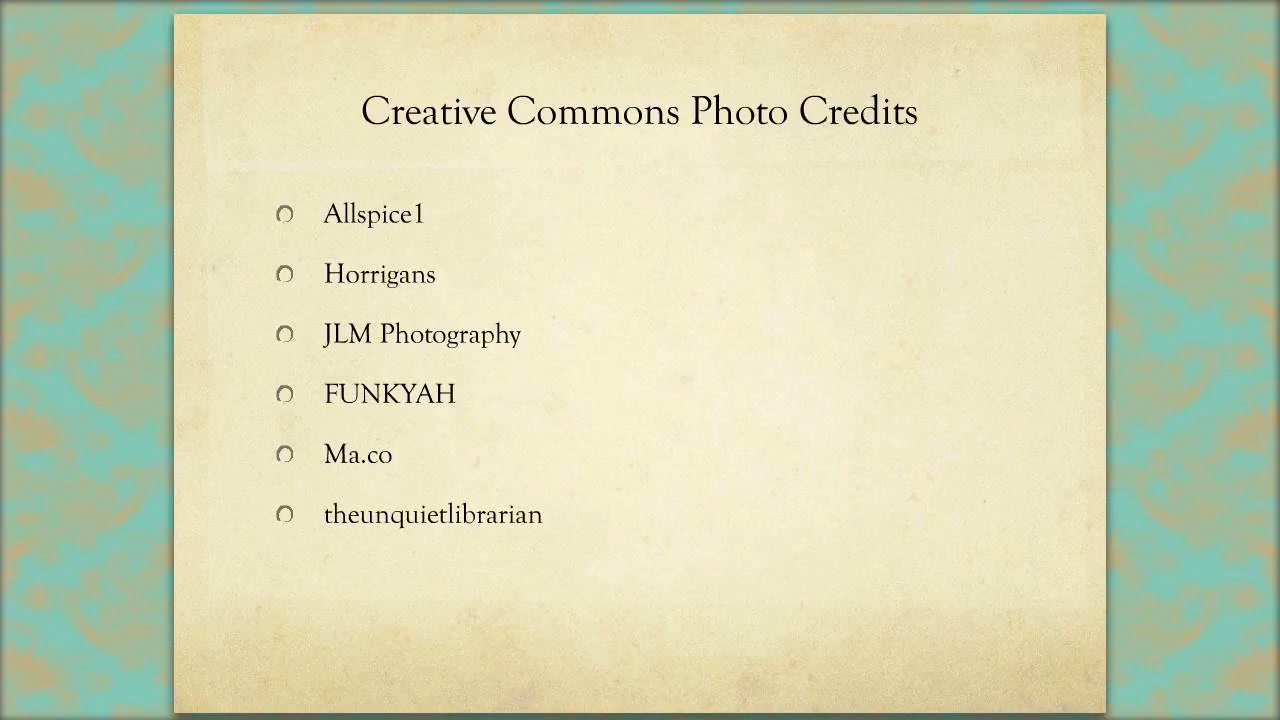 Creative Commons Photo Credits
Allspice1
Horrigans
JLM Photography
FUNKYAH
Ma.co
theunquietlibrarian